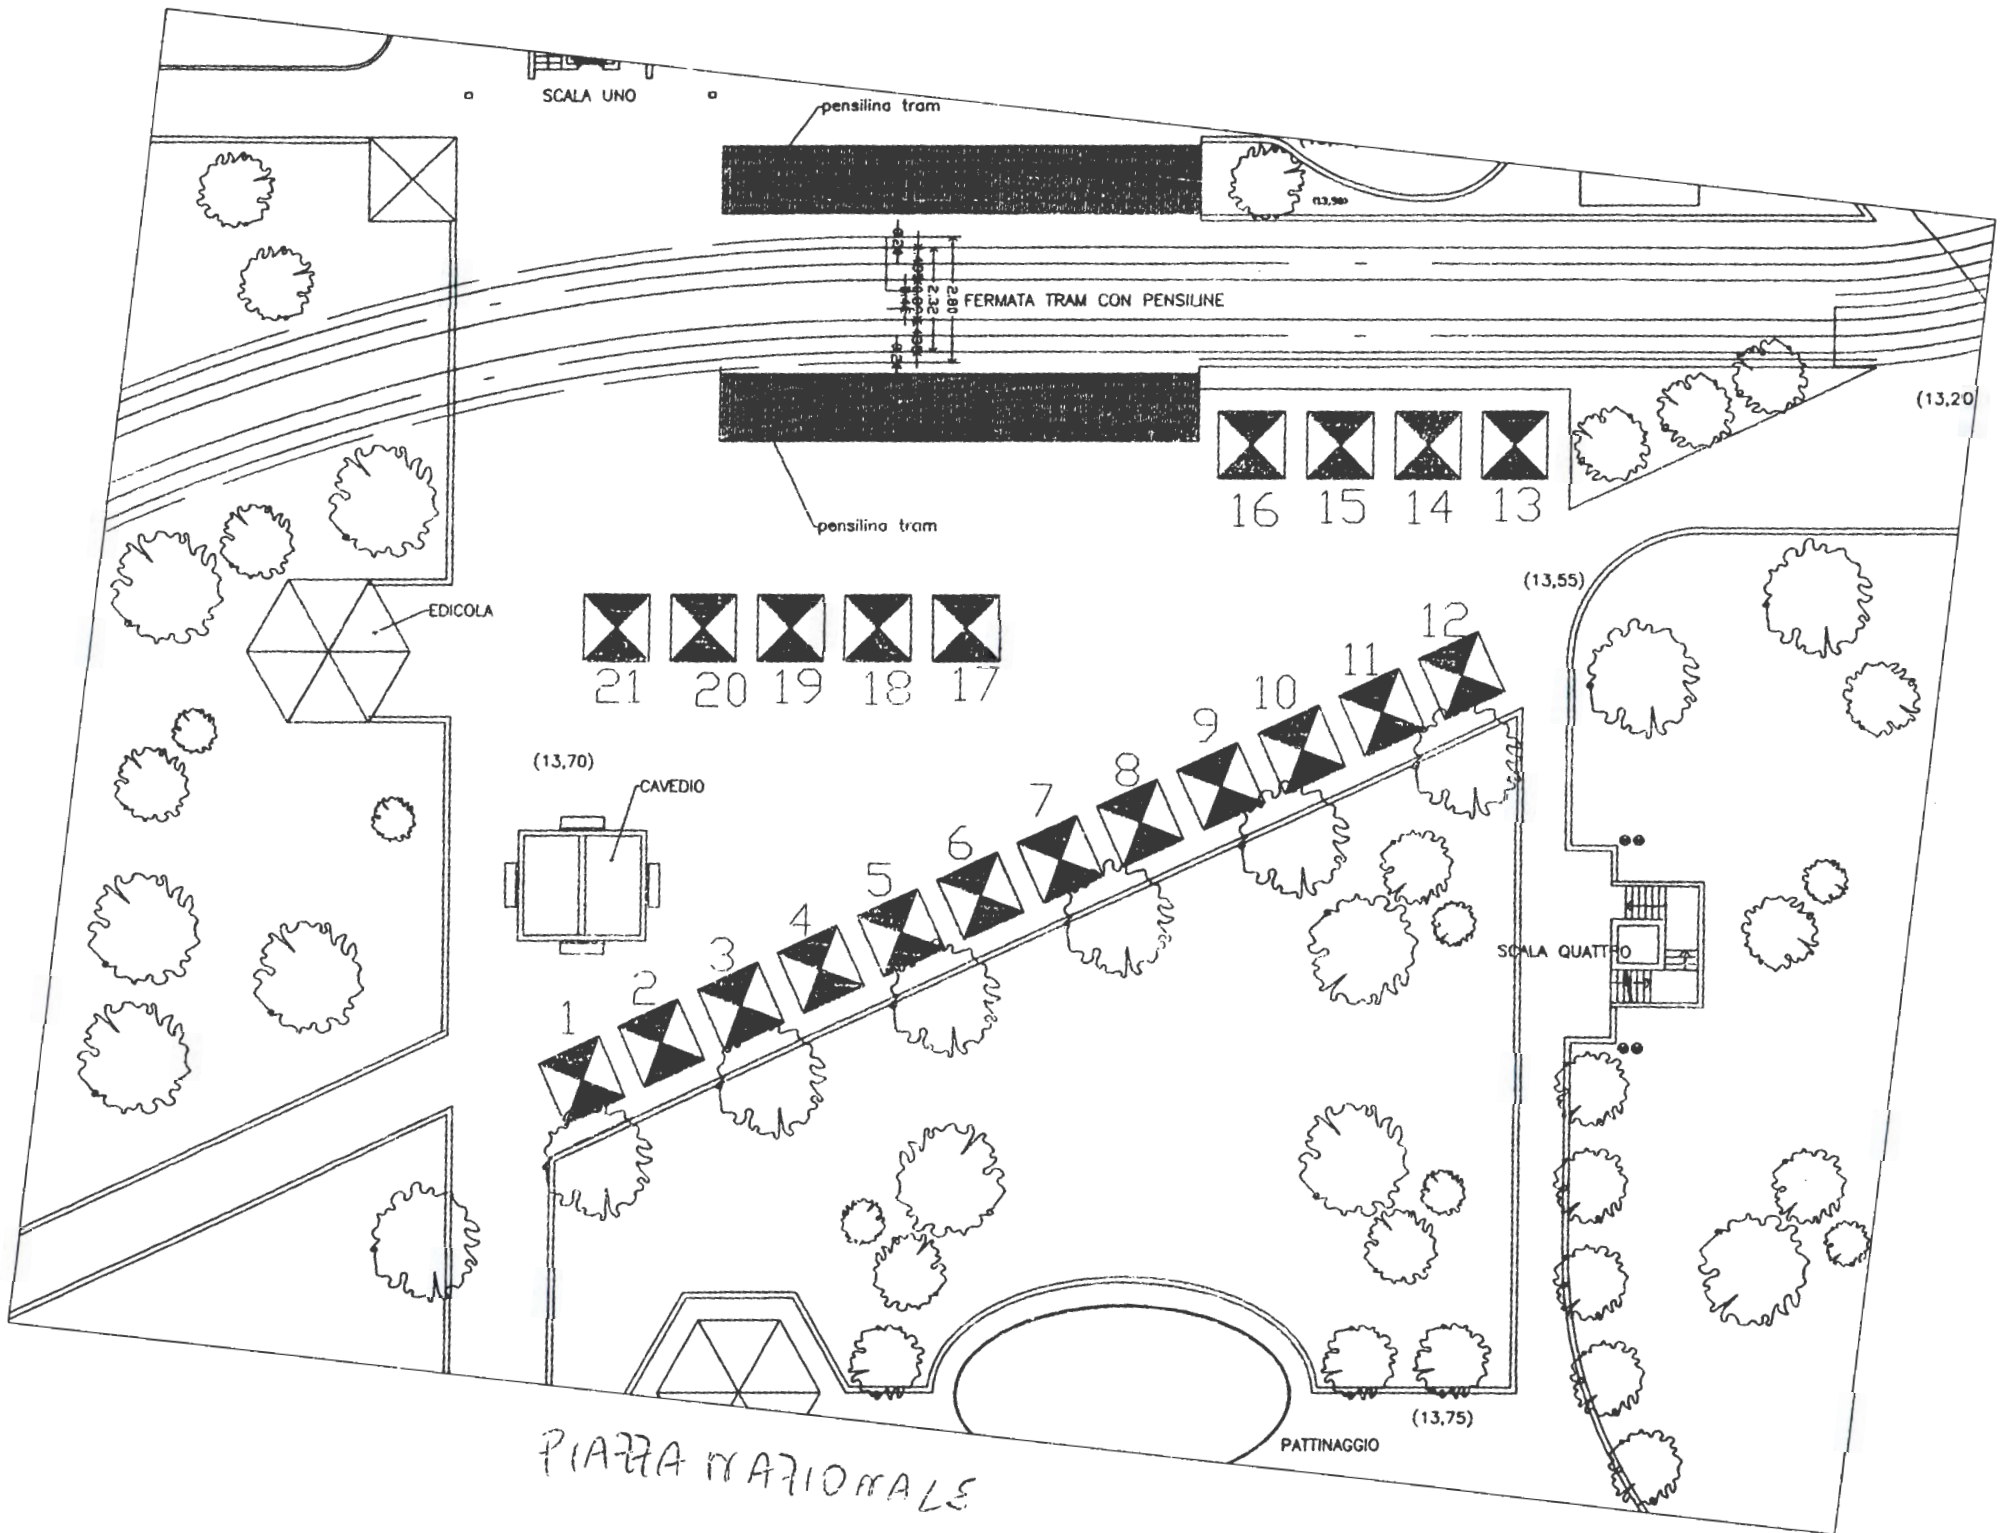 SCALA UNO
pensilina tram
(13,90)
2.32
2.80
FERMATA TRAM CON PENSILINE
(13,20
16 15 14 13
pensilina tram
(13,55)
EDICOLA
21 20 19 18 17
12
11
10
9
8
7
6
5
4
3
2
1
(13,70)
CAVEDIO
SCALA QUATTRO
(13,75)
PATTINAGGIO
PIAZZA NAZIONALE